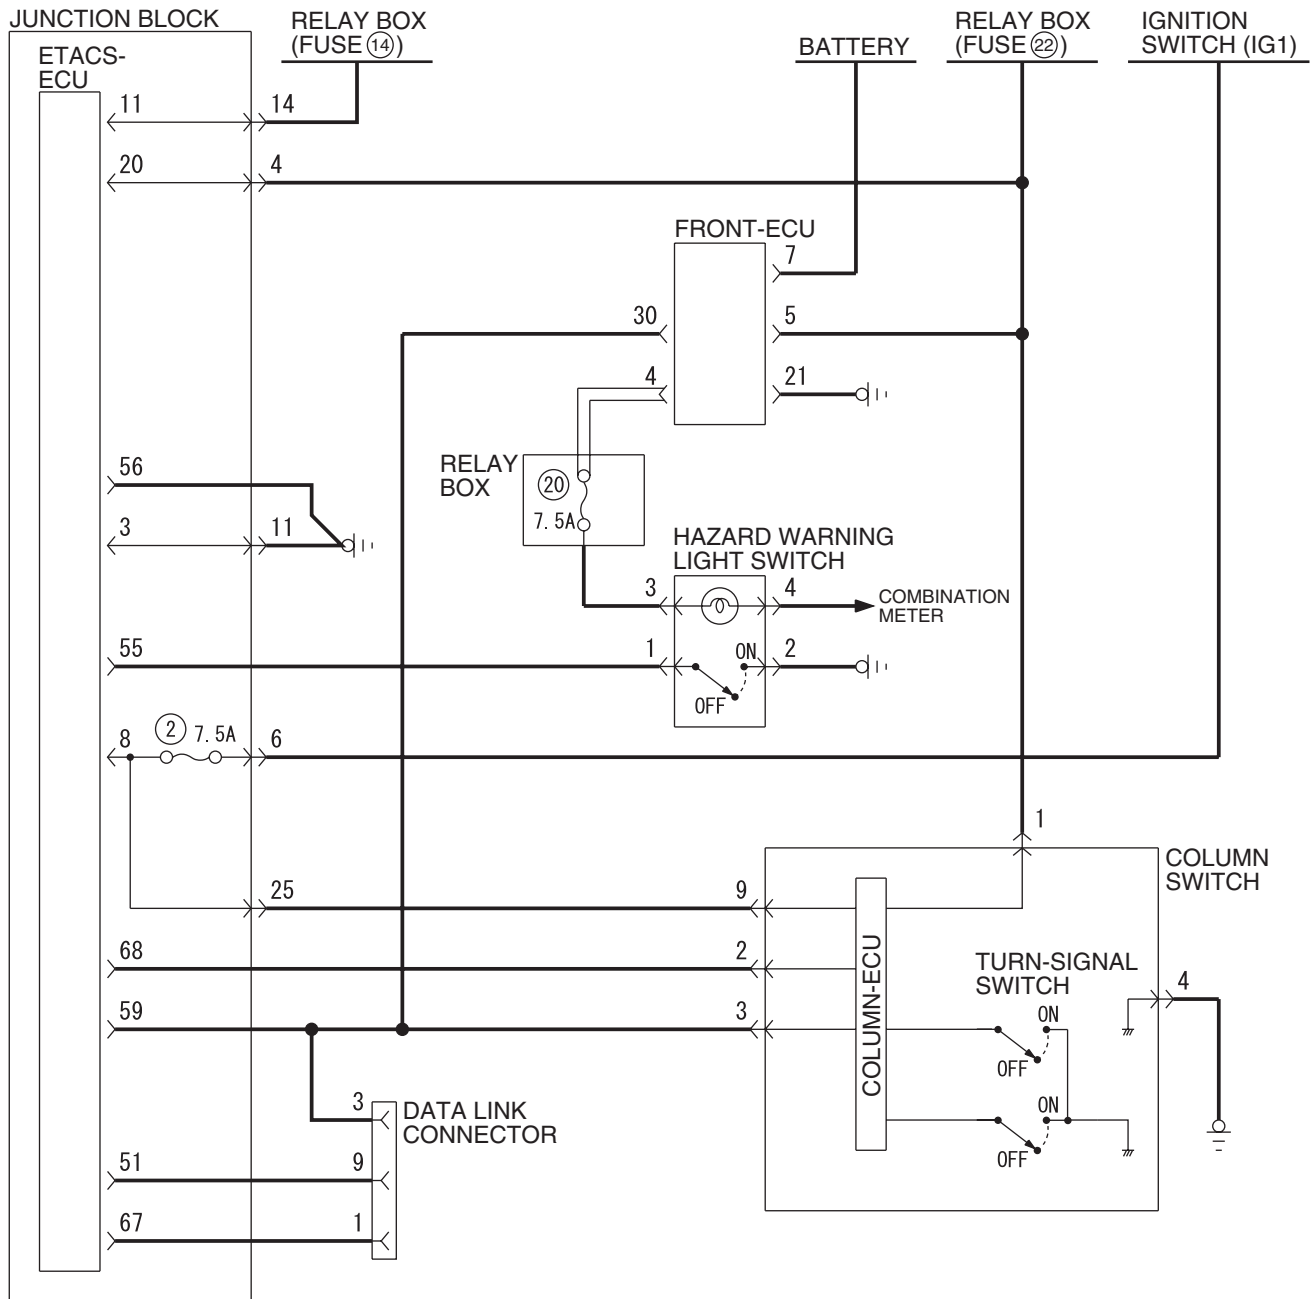 JUNCTION BLOCK
RELAY BOX
(FUSE ⑭)
BATTERY
RELAY BOX
(FUSE ㉒)
IGNITION
SWITCH (IG1)
ETACS-
ECU
11
14
20
4
FRONT-ECU
7
30
5
4
21
56
RELAY
BOX
⑳
7. 5A
3
11
HAZARD WARNING
LIGHT SWITCH
3
4
COMBINATION
METER
55
1
ON
2
OFF
8
② 7. 5A
6
1
COLUMN
SWITCH
25
9
68
2
COLUMN-ECU
TURN-SIGNAL
SWITCH
4
59
3
ON
OFF
3
DATA LINK
CONNECTOR
ON
OFF
51
9
67
1